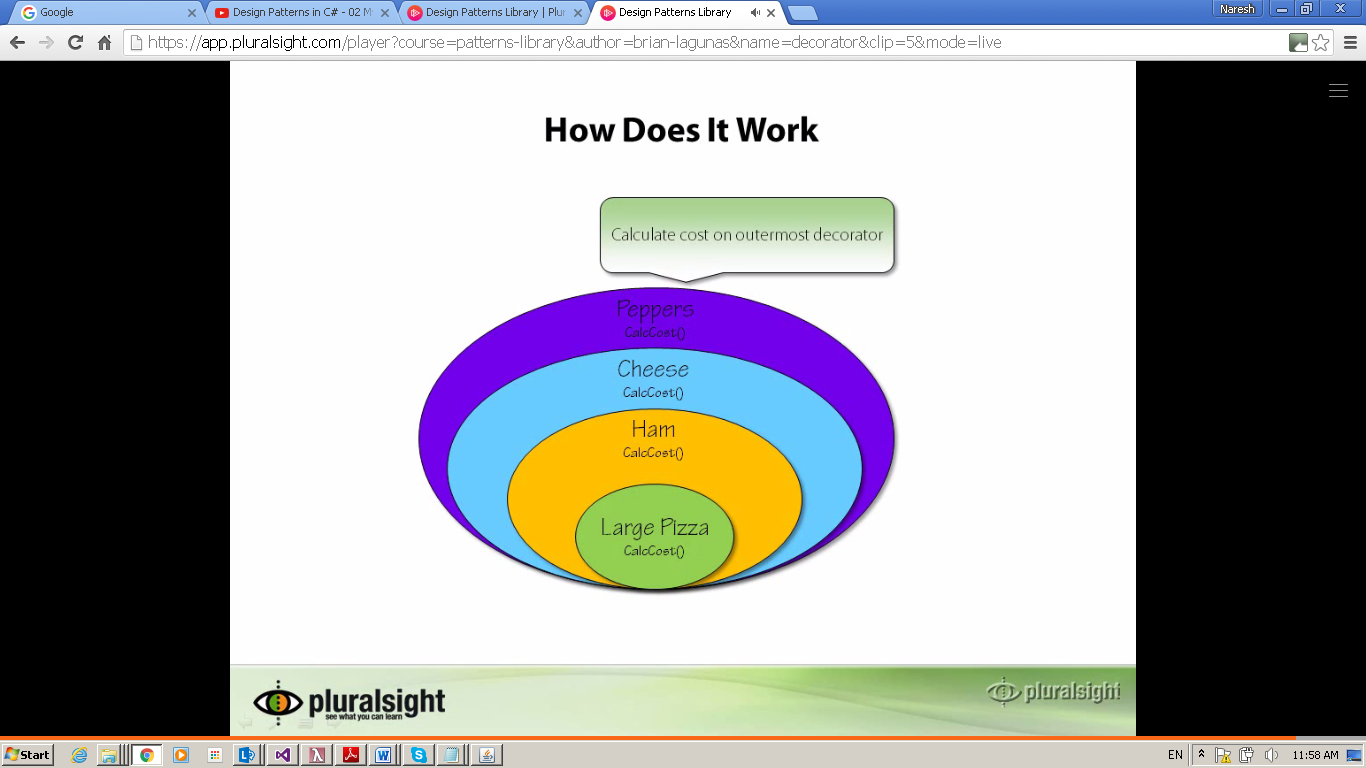 Google
Design Patterns in C# - 02 M
Design Patterns Library | Plur
Design Patterns Library
Naresh
https://app.pluralsight.com/player?course=patterns-library&author=brian-lagunas&name=decorator&clip=5&mode=live
How Does It Work
Calculate cost on outermost decorator
Peppers
CalcCost()
Cheese
CalcCost()
Ham
CalcCost()
Large Pizza
CalcCost()
pluralsight
see what you can learn
pluralsight
Start
EN
11:58 AM